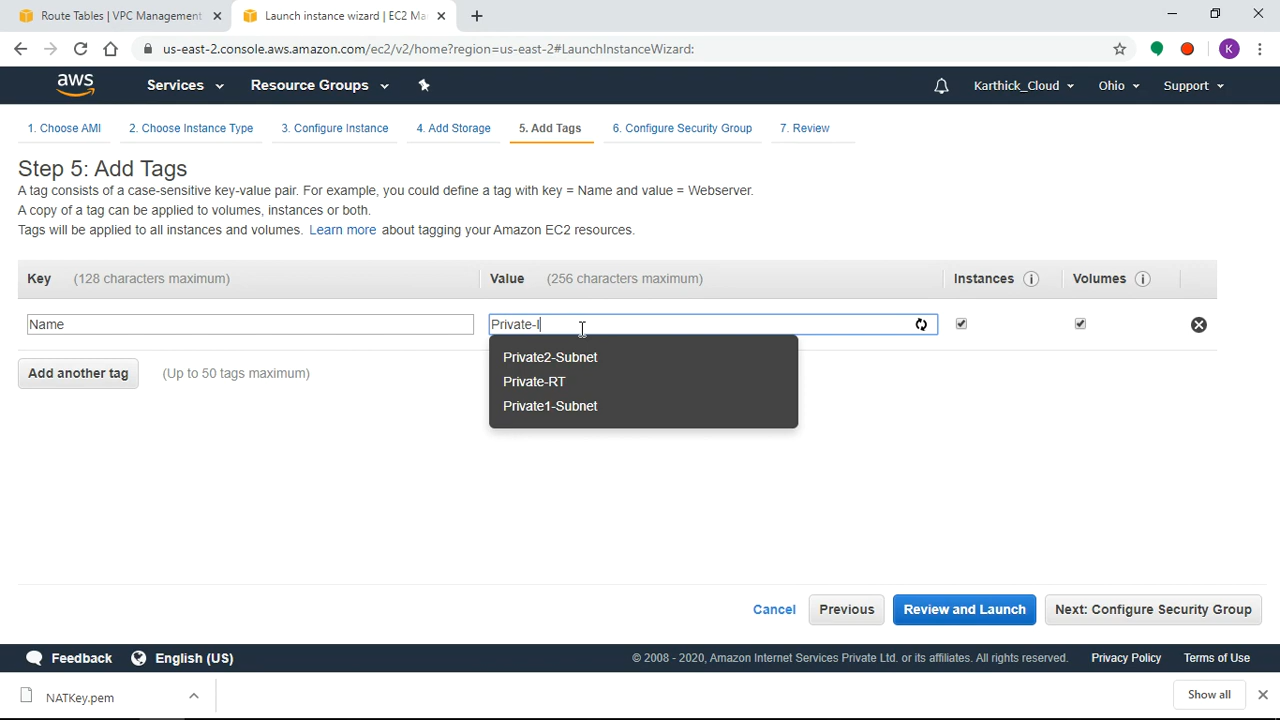 Route Tables | VPC Management
Launch instance wizard | EC2 Ma
us-east-2.console.aws.amazon.com/ec2/v2/home?region=us-east-2#LaunchInstanceWizard:
K
aws
Services
Resource Groups
Karthick_Cloud
Ohio
Support
1. Choose AMI
2. Choose Instance Type
3. Configure Instance
4. Add Storage
5. Add Tags
6. Configure Security Group
7. Review
Step 5: Add Tags
A tag consists of a case-sensitive key-value pair. For example, you could define a tag with key = Name and value = Webserver.
A copy of a tag can be applied to volumes, instances or both.
Tags will be applied to all instances and volumes. Learn more about tagging your Amazon EC2 resources.
Key (128 characters maximum)
Value (256 characters maximum)
Instances
Volumes
Name
Private-I
Private2-Subnet
Private-RT
Private1-Subnet
Add another tag
(Up to 50 tags maximum)
Cancel
Previous
Review and Launch
Next: Configure Security Group
Feedback
English (US)
© 2008 - 2020, Amazon Internet Services Private Ltd. or its affiliates. All rights reserved.
Privacy Policy
Terms of Use
NATKey.pem
Show all